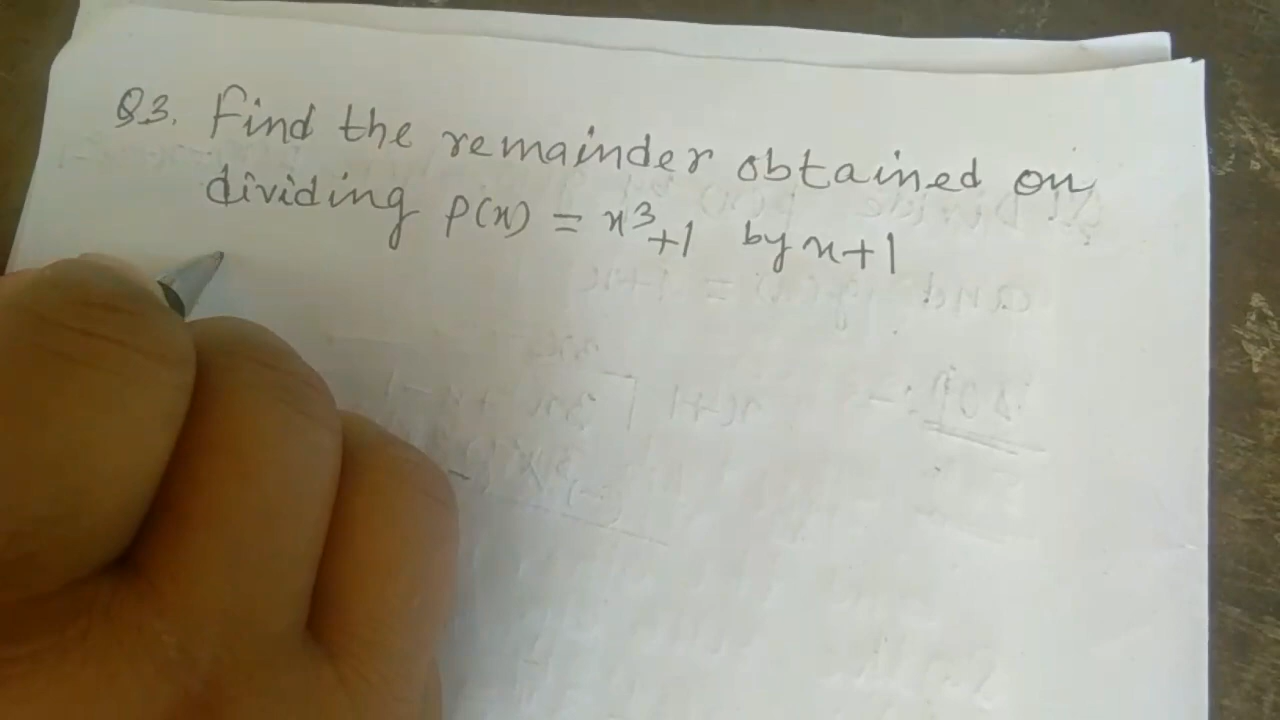 Q3. Find the remainder obtained on
dividing P(x) = x³+1 by x+1